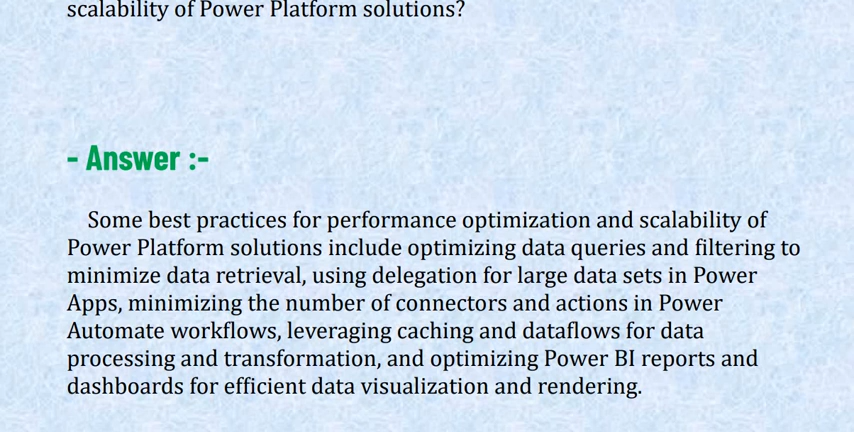 scalability of Power Platform solutions?
- Answer :-
Some best practices for performance optimization and scalability of
Power Platform solutions include optimizing data queries and filtering to
minimize data retrieval, using delegation for large data sets in Power
Apps, minimizing the number of connectors and actions in Power
Automate workflows, leveraging caching and dataflows for data
processing and transformation, and optimizing Power BI reports and
dashboards for efficient data visualization and rendering.